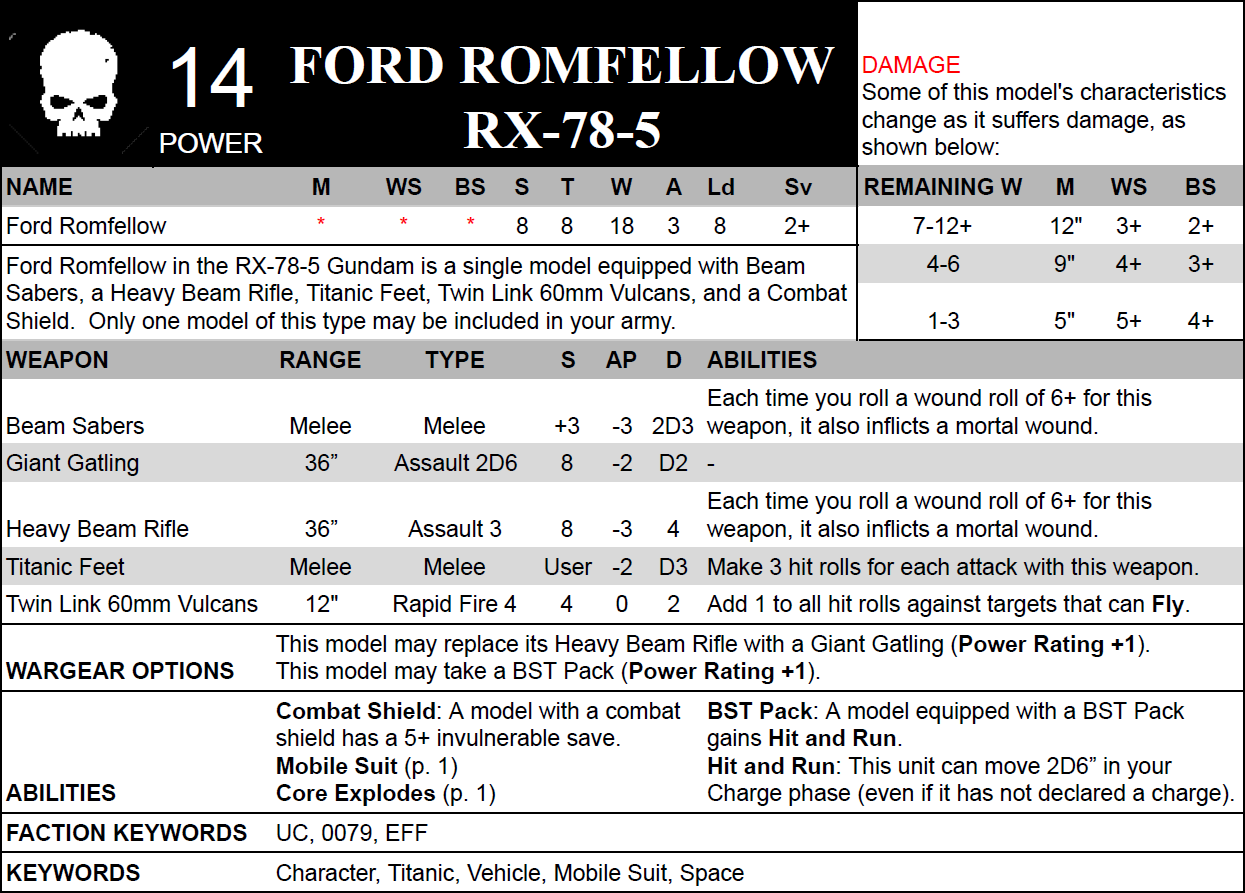 14
POWER
FORD ROMFELLOW
RX-78-5
DAMAGE
Some of this model's characteristics
change as it suffers damage, as
shown below:
NAME M WS BS S T W A Ld Sv
Ford Romfellow * * * 8 8 18 3 8 2+
REMAINING W M WS BS
7-12+ 12" 3+ 2+
4-6 9" 4+ 3+
1-3 5" 5+ 4+
Ford Romfellow in the RX-78-5 Gundam is a single model equipped with Beam
Sabers, a Heavy Beam Rifle, Titanic Feet, Twin Link 60mm Vulcans, and a Combat
Shield.  Only one model of this type may be included in your army.
WEAPON RANGE TYPE S AP D ABILITIES
Each time you roll a wound roll of 6+ for this
Beam Sabers Melee Melee +3 -3 2D3 weapon, it also inflicts a mortal wound.
Giant Gatling 36” Assault 2D6 8 -2 D2 -
Each time you roll a wound roll of 6+ for this
Heavy Beam Rifle 36” Assault 3 8 -3 4 weapon, it also inflicts a mortal wound.
Titanic Feet Melee Melee User -2 D3 Make 3 hit rolls for each attack with this weapon.
Twin Link 60mm Vulcans 12" Rapid Fire 4 4 0 2 Add 1 to all hit rolls against targets that can Fly.
WARGEAR OPTIONS
This model may replace its Heavy Beam Rifle with a Giant Gatling (Power Rating +1).
This model may take a BST Pack (Power Rating +1).
ABILITIES
Combat Shield: A model with a combat
shield has a 5+ invulnerable save.
Mobile Suit (p. 1)
Core Explodes (p. 1)
BST Pack: A model equipped with a BST Pack
gains Hit and Run.
Hit and Run: This unit can move 2D6” in your
Charge phase (even if it has not declared a charge).
FACTION KEYWORDS UC, 0079, EFF
KEYWORDS Character, Titanic, Vehicle, Mobile Suit, Space